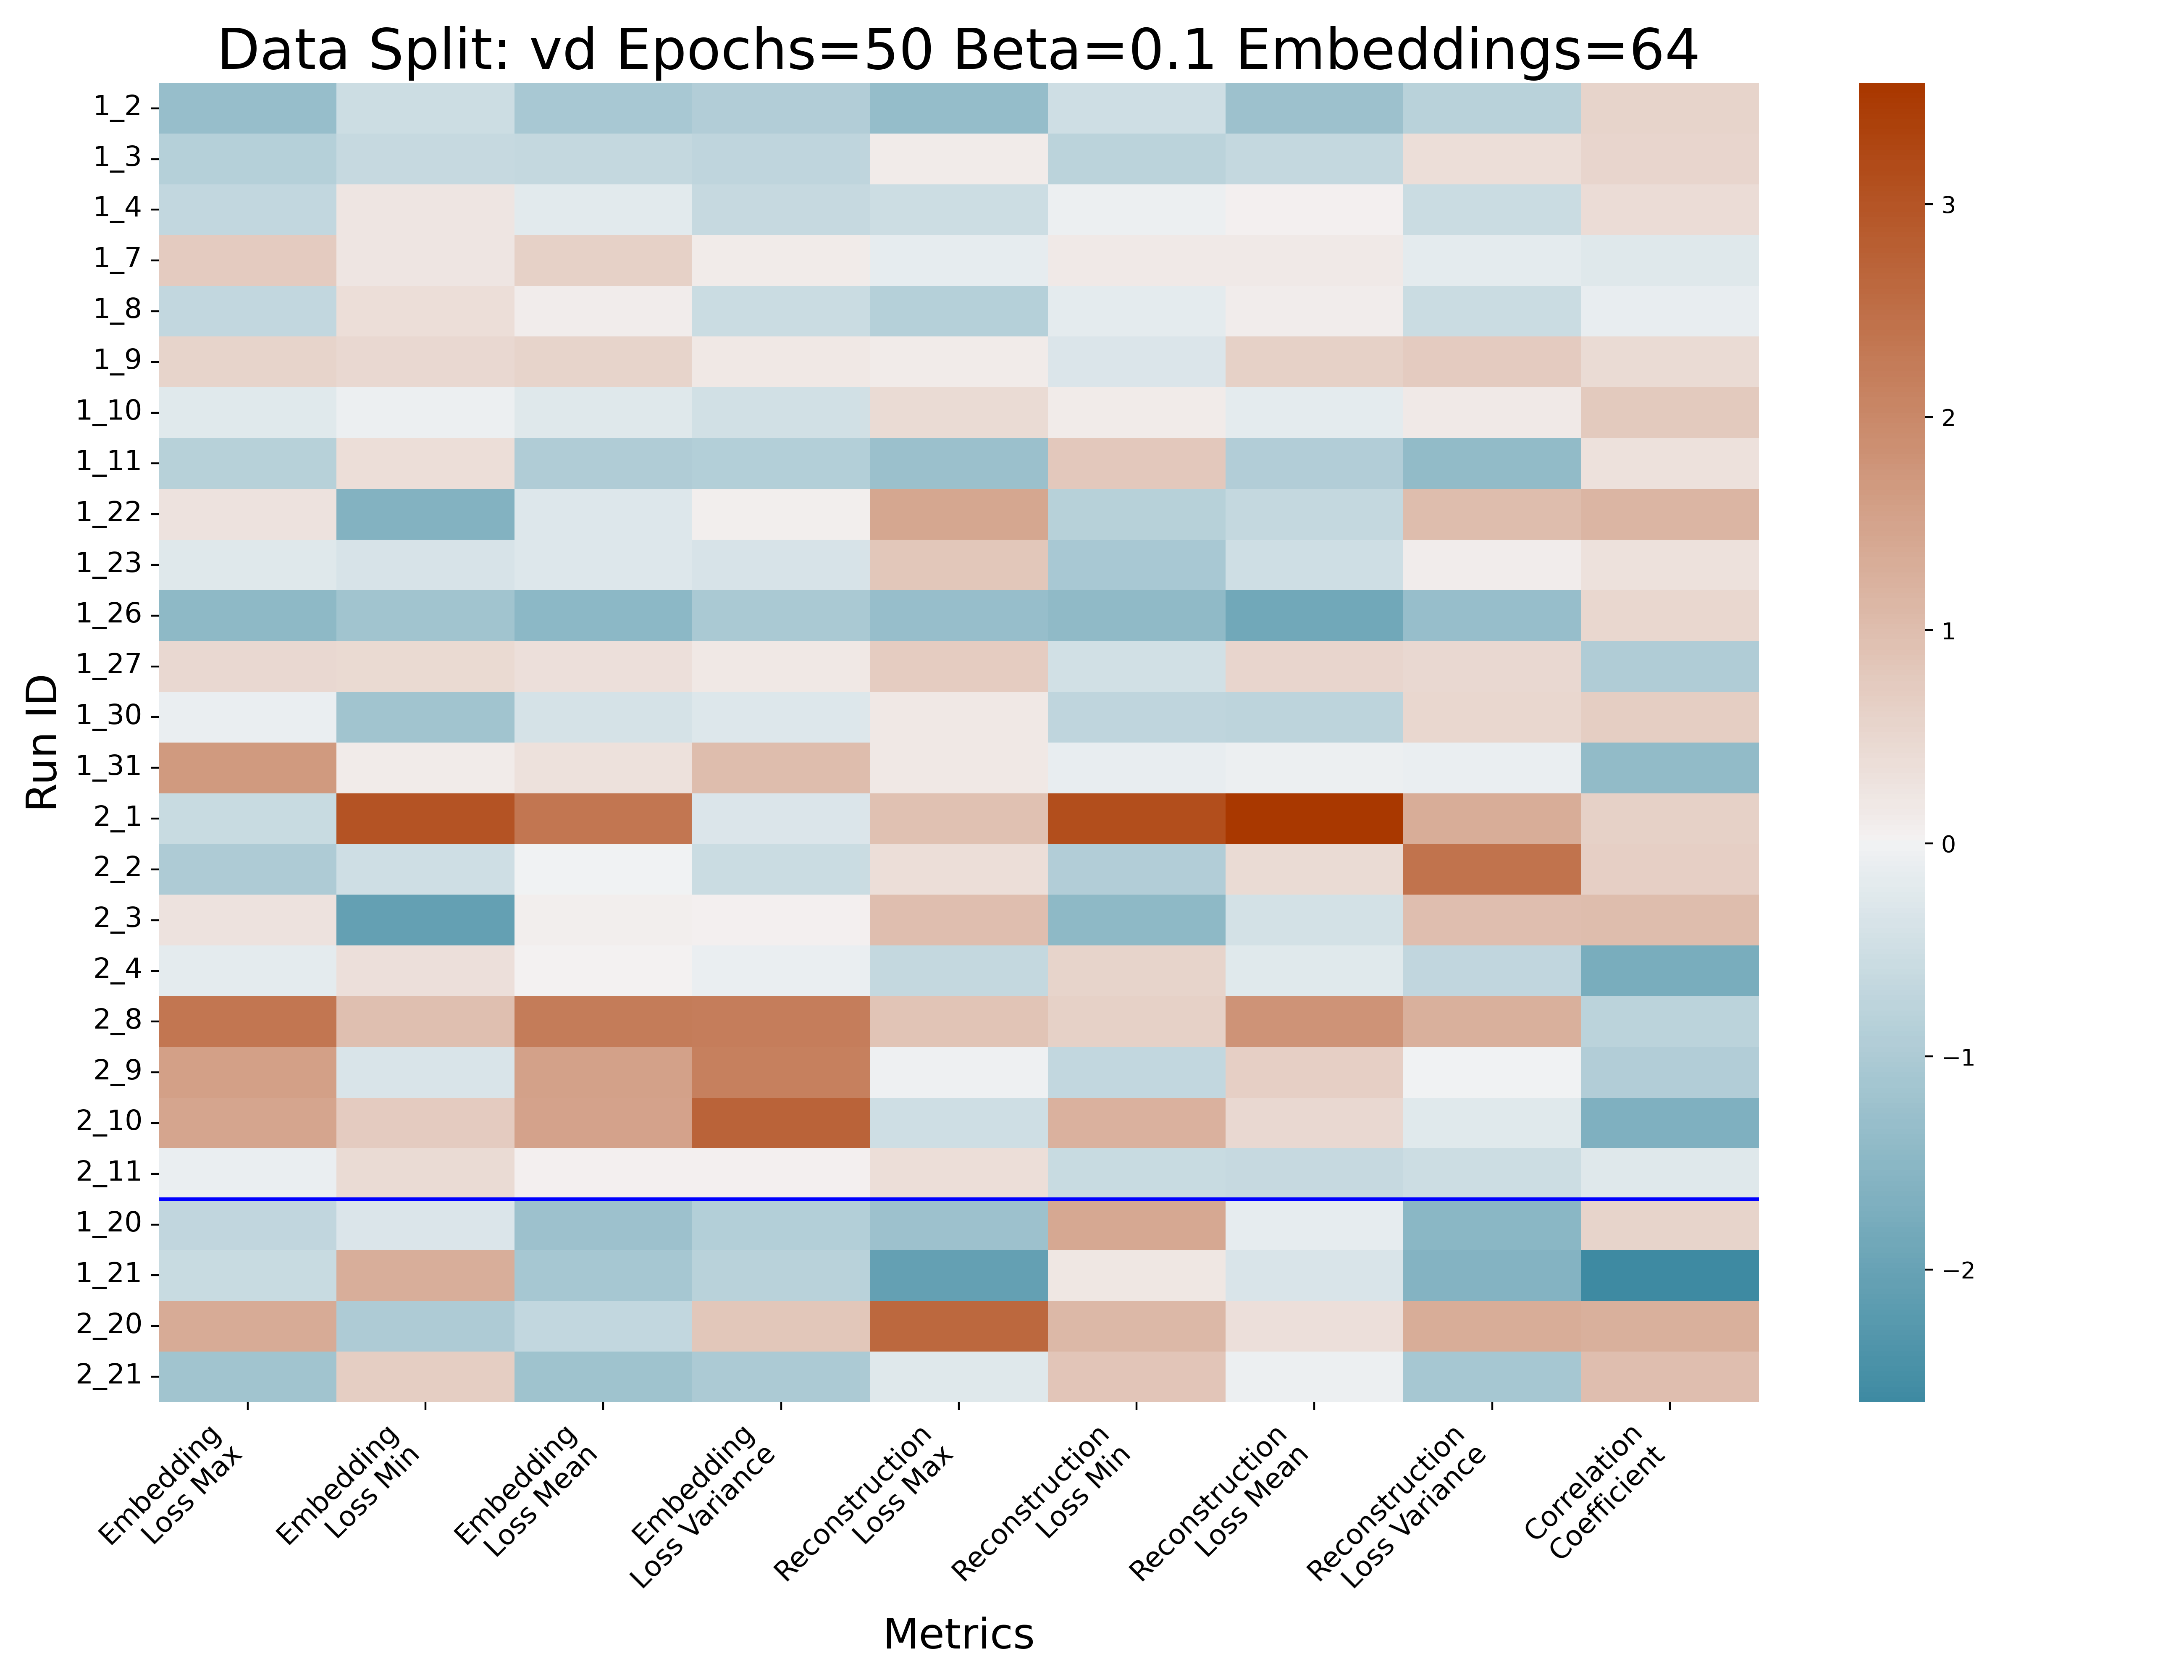 Data Split: vd Epochs=50 Beta=0.1 Embeddings=64
Run ID
1_2
1_3
1_4
1_7
1_8
1_9
1_10
1_11
1_22
1_23
1_26
1_27
1_30
1_31
2_1
2_2
2_3
2_4
2_8
2_9
2_10
2_11
1_20
1_21
2_20
2_21
Embedding
Loss Max
Embedding
Loss Min
Embedding
Loss Mean
Embedding
Loss Variance
Reconstruction
Loss Max
Reconstruction
Loss Min
Reconstruction
Loss Mean
Reconstruction
Loss Variance
Correlation
Coefficient
Metrics
3
2
1
0
−1
−2